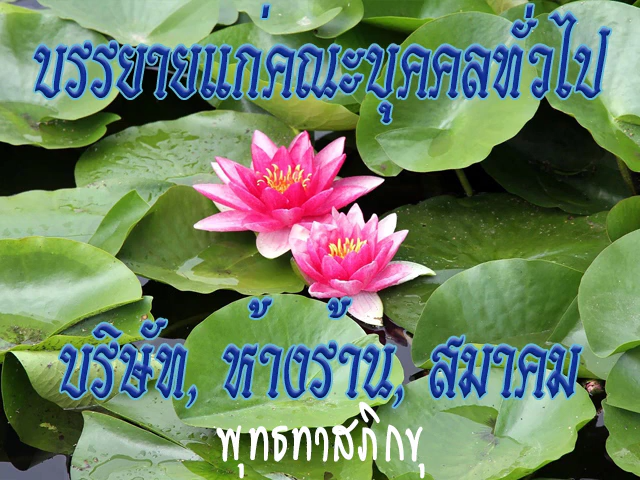 บรรยายแก่คณะบุคคลทั่วไป
บริษัท, ห้างร้าน, สมาคม
พุทธทาสภิกขุ